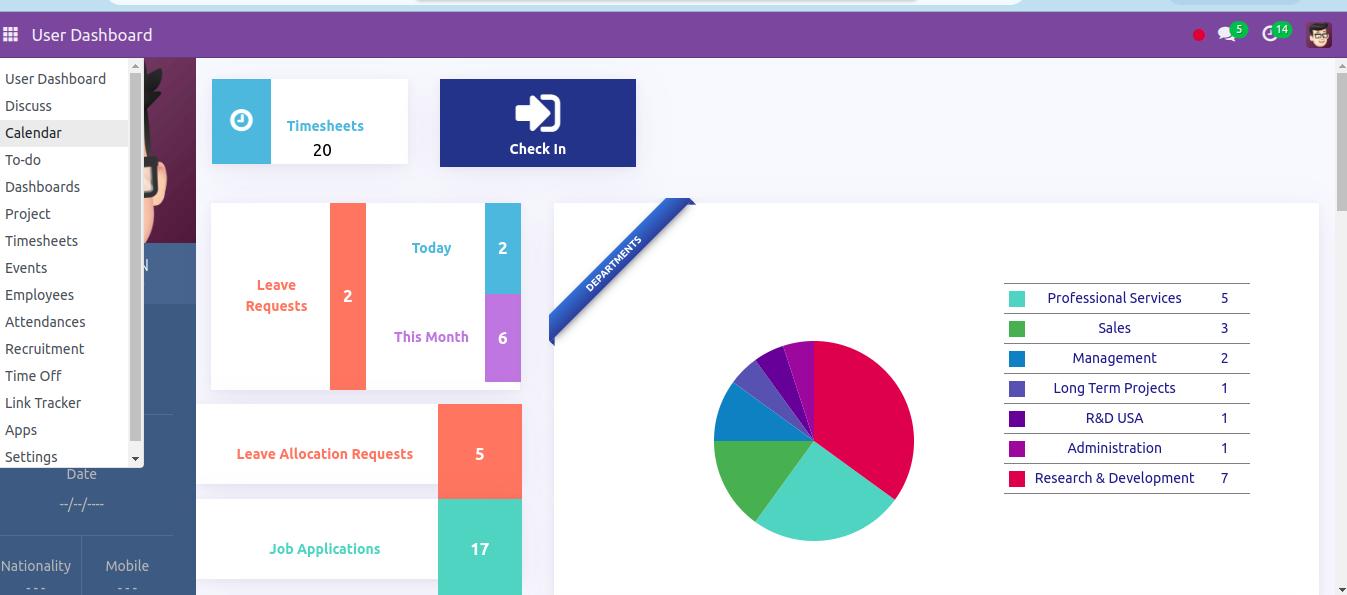 User Dashboard
5
14
User Dashboard
Discuss
Calendar
To-do
Dashboards
Project
Timesheets
Events
Employees
Attendances
Recruitment
Time Off
Link Tracker
Apps
Settings
N
Date
--/--/----
Nationality
Mobile
- - -
- - -
Timesheets
20
Check In
Leave
Requests
2
Today
2
This Month
6
Leave Allocation Requests
5
Job Applications
17
DEPARTMENTS
Professional Services 5
Sales 3
Management 2
Long Term Projects 1
R&D USA 1
Administration 1
Research & Development 7